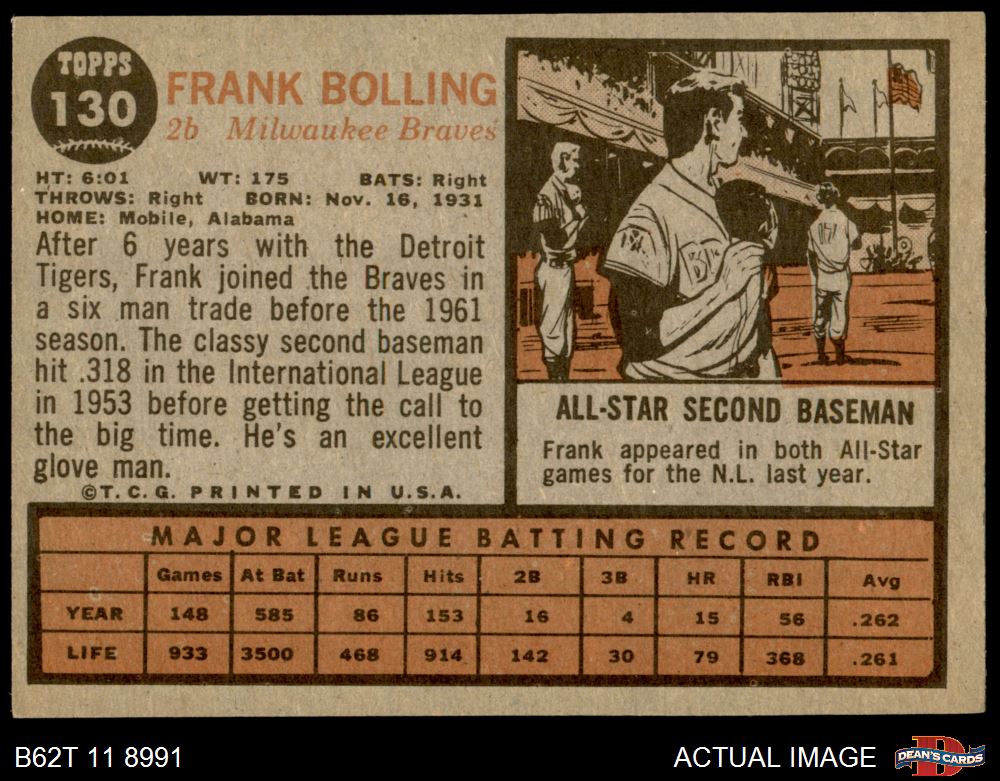 TOPPS
130
FRANK BOLLING
2b Milwaukee Braves
HT: 6:01 WT: 175 BATS: Right
THROWS: Right BORN: Nov. 16, 1931
HOME: Mobile, Alabama
After 6 years with the Detroit
Tigers, Frank joined the Braves in
a six man trade before the 1961
season. The classy second baseman
hit .318 in the International League
in 1953 before getting the call to
the big time. He's an excellent
glove man.
©T.C.G. PRINTED IN U.S.A.
ALL-STAR SECOND BASEMAN
Frank appeared in both All-Star
games for the N.L. last year.
MAJOR LEAGUE BATTING RECORD
Games At Bat Runs Hits 2B 3B HR RBI Avg
YEAR 148 585 86 153 16 4 15 56 .262
LIFE 933 3500 468 914 142 30 79 368 .261
B62T 11 8991
ACTUAL IMAGE
DEAN'S CARDS